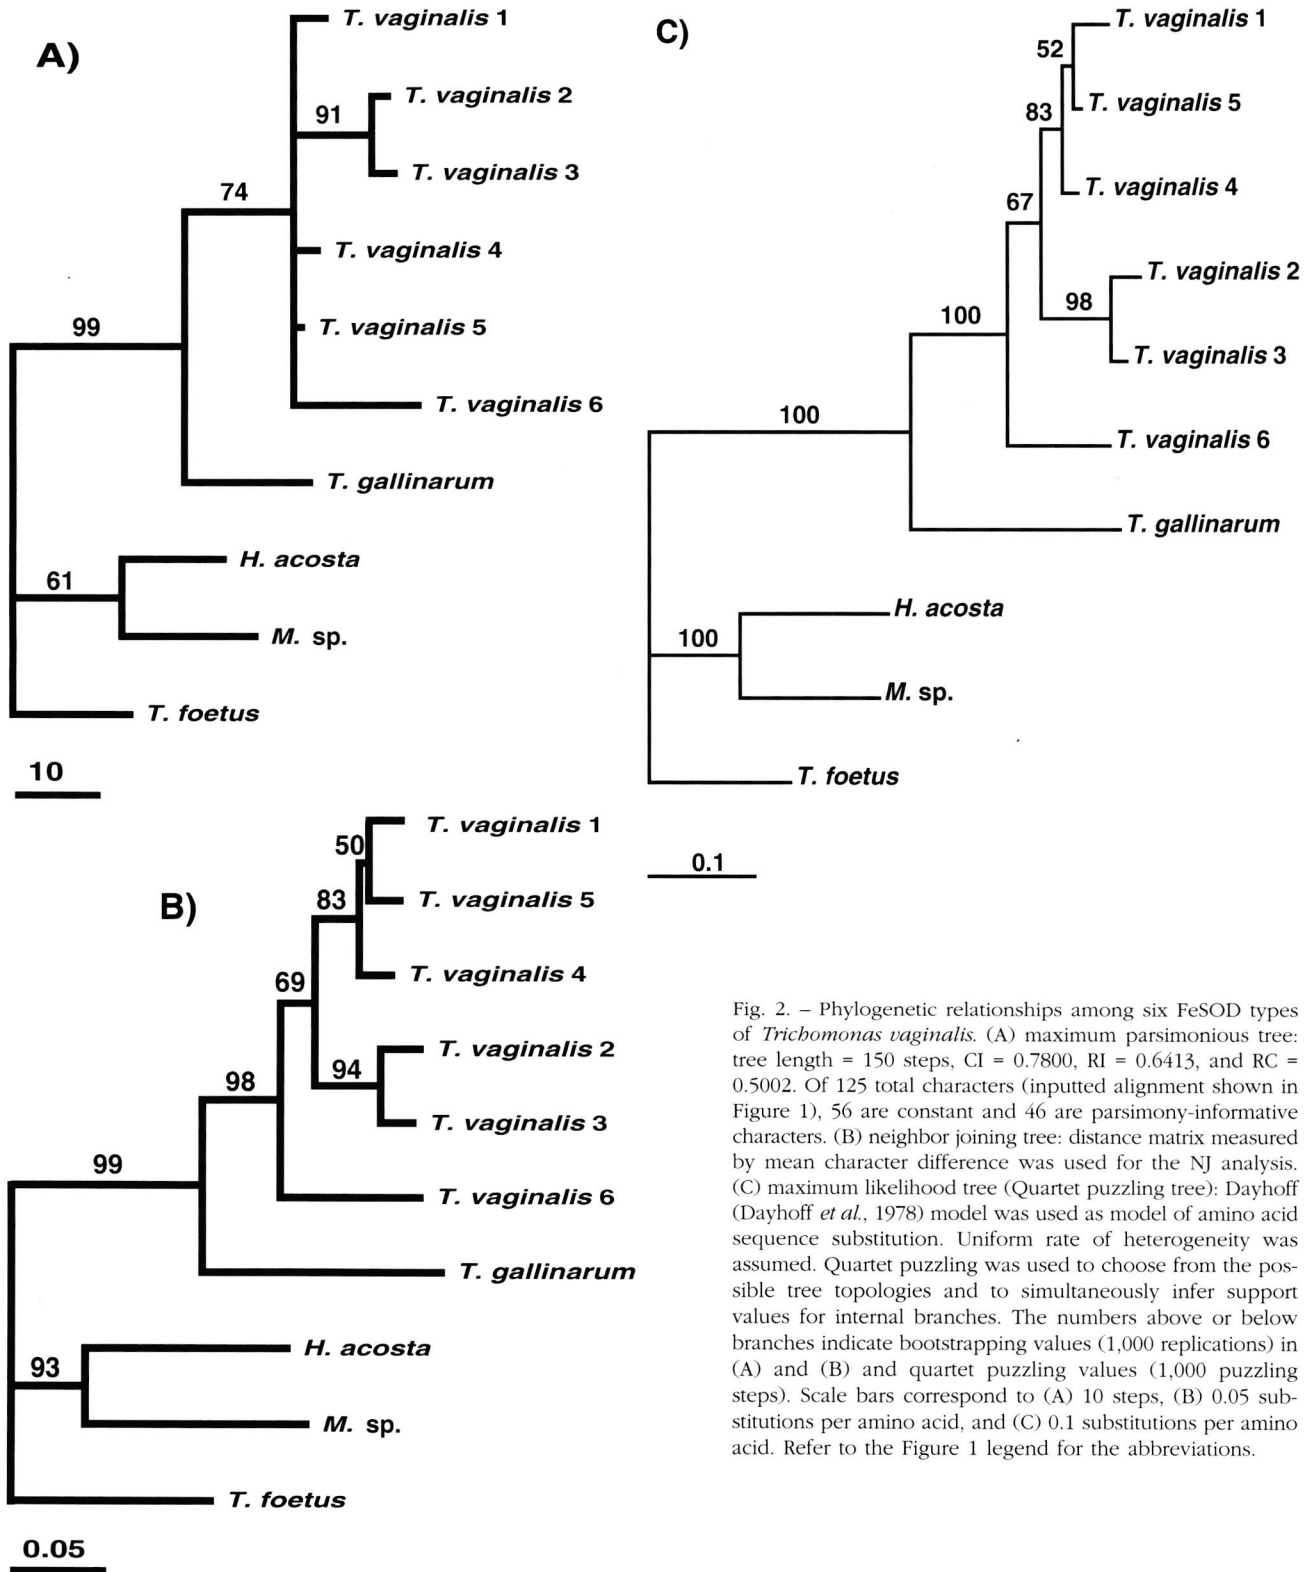 A)
T. vaginalis 1
T. vaginalis 2
91
T. vaginalis 3
74
T. vaginalis 4
99
T. vaginalis 5
T. vaginalis 6
T. gallinarum
H. acosta
61
M. sp.
T. foetus
10
C)
T. vaginalis 1
52
T. vaginalis 5
83
T. vaginalis 4
67
T. vaginalis 2
98
100
T. vaginalis 3
100
T. vaginalis 6
T. gallinarum
H. acosta
100
M. sp.
T. foetus
0.1
B)
T. vaginalis 1
50
T. vaginalis 5
83
T. vaginalis 4
69
T. vaginalis 2
94
98
T. vaginalis 3
99
T. vaginalis 6
T. gallinarum
H. acosta
93
M. sp.
T. foetus
0.05
Fig. 2. – Phylogenetic relationships among six FeSOD types
of Trichomonas vaginalis. (A) maximum parsimonious tree:
tree length = 150 steps, CI = 0.7800, RI = 0.6413, and RC =
0.5002. Of 125 total characters (inputted alignment shown in
Figure 1), 56 are constant and 46 are parsimony-informative
characters. (B) neighbor joining tree: distance matrix measured
by mean character difference was used for the NJ analysis.
(C) maximum likelihood tree (Quartet puzzling tree): Dayhoff
(Dayhoff et al., 1978) model was used as model of amino acid
sequence substitution. Uniform rate of heterogeneity was
assumed. Quartet puzzling was used to choose from the pos-
sible tree topologies and to simultaneously infer support
values for internal branches. The numbers above or below
branches indicate bootstrapping values (1,000 replications) in
(A) and (B) and quartet puzzling values (1,000 puzzling
steps). Scale bars correspond to (A) 10 steps, (B) 0.05 sub-
stitutions per amino acid, and (C) 0.1 substitutions per amino
acid. Refer to the Figure 1 legend for the abbreviations.